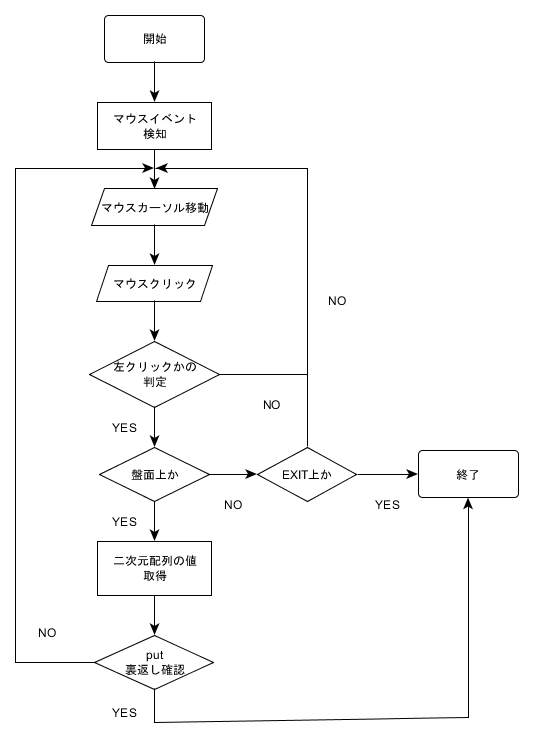 開始
マウスイベント
検知
マウスカーソル移動
マウスクリック
NO
左クリックかの
判定
NO
YES
盤面上か
EXIT上か
終了
NO
YES
YES
二次元配列の値
取得
NO
put
裏返し確認
YES